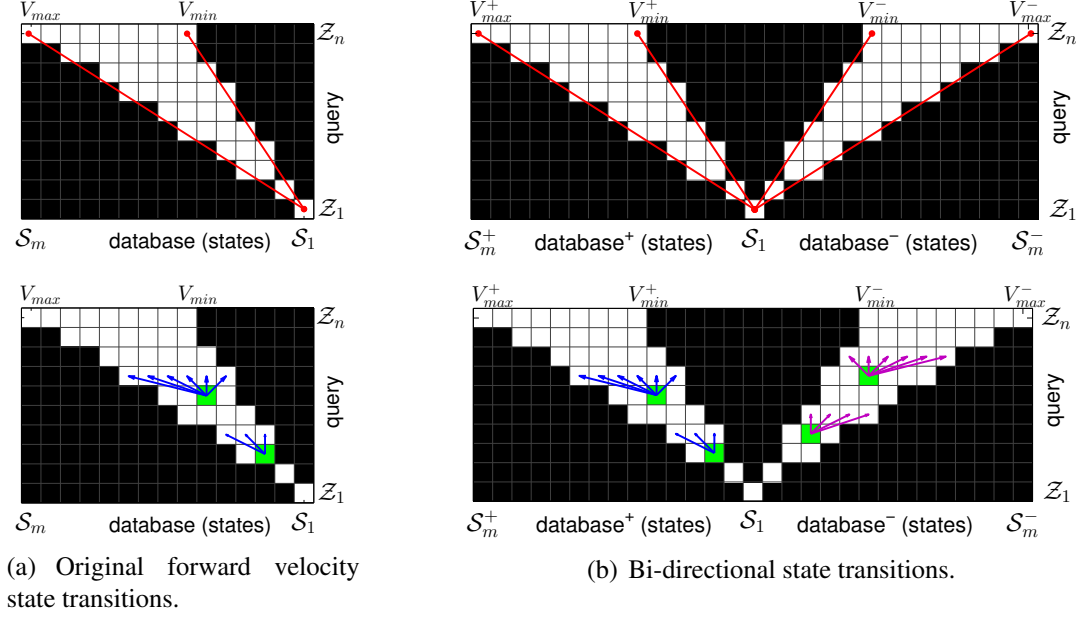 V_max V_min
Z_n
query
Z_1
S_m database (states) S_1
V_max V_min
Z_n
query
Z_1
S_m database (states) S_1
(a) Original forward velocity
state transitions.
V^+_max V^+_min V^-_min V^-_max
Z_n
query
Z_1
S^+_m database^+ (states) S_1 database^- (states) S^-_m
V^+_max V^+_min V^-_min V^-_max
Z_n
query
Z_1
S^+_m database^+ (states) S_1 database^- (states) S^-_m
(b) Bi-directional state transitions.